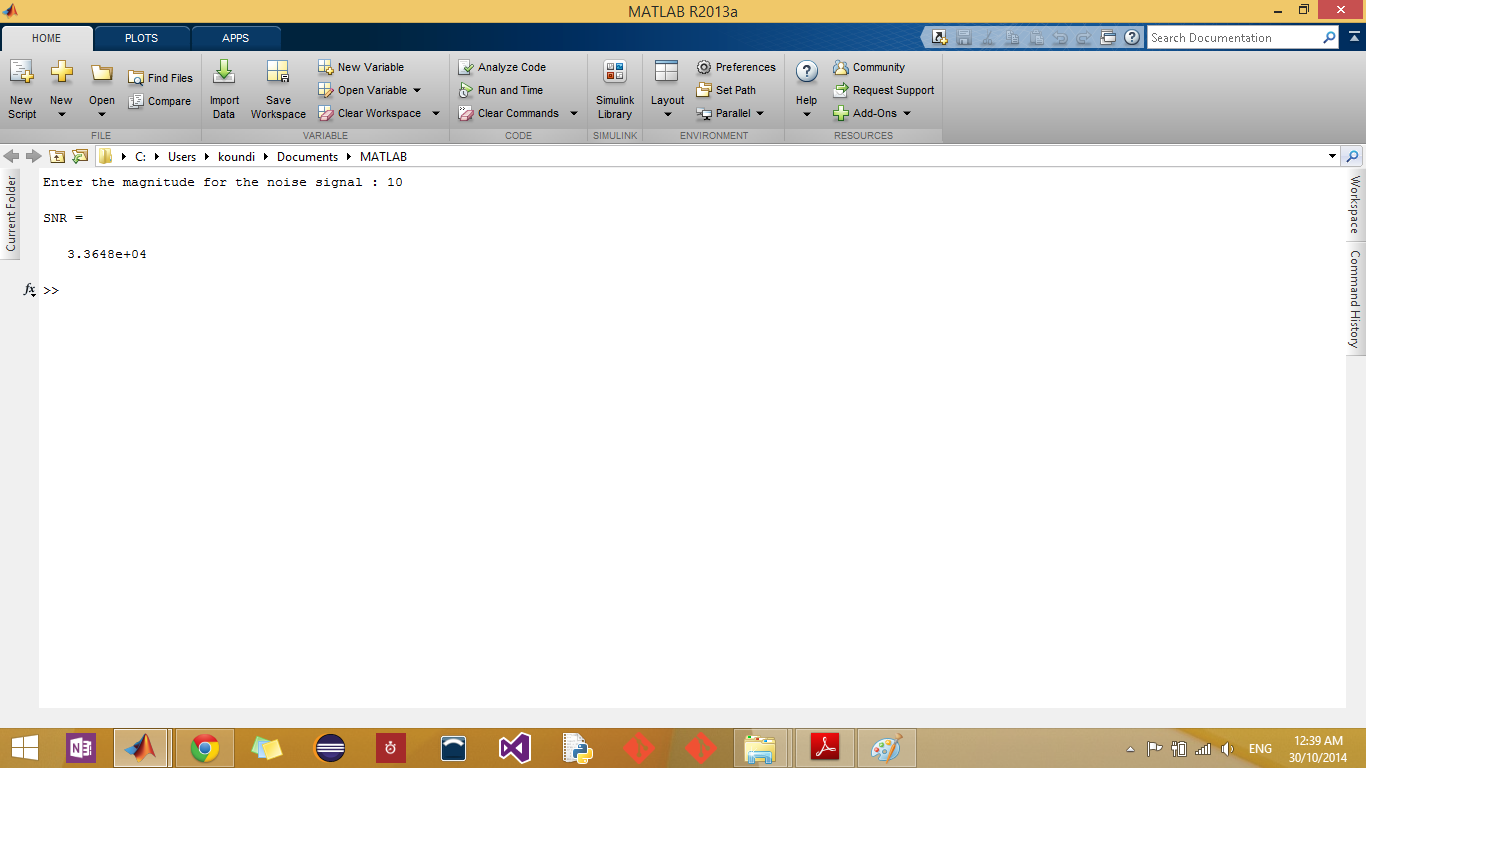 MATLAB R2013a
HOME
PLOTS
APPS
Search Documentation
New Script
New
Open
Find Files
Compare
FILE
Import Data
Save Workspace
New Variable
Open Variable
Clear Workspace
VARIABLE
Analyze Code
Run and Time
Clear Commands
CODE
Simulink Library
SIMULINK
Layout
Preferences
Set Path
Parallel
ENVIRONMENT
Help
Community
Request Support
Add-Ons
RESOURCES
C: Users koundi Documents MATLAB
Current Folder
Enter the magnitude for the noise signal : 10
SNR =
3.3648e+04
fx >>
Workspace
Command History
N
ENG
12:39 AM
30/10/2014